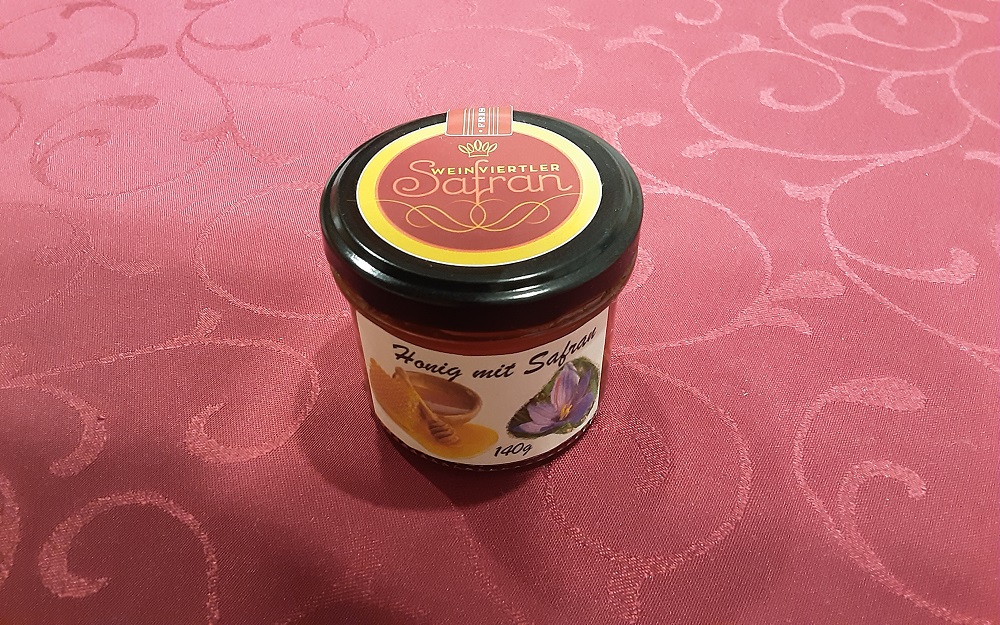 WEINVIERTLER
Safran
Honig mit Safran
140g